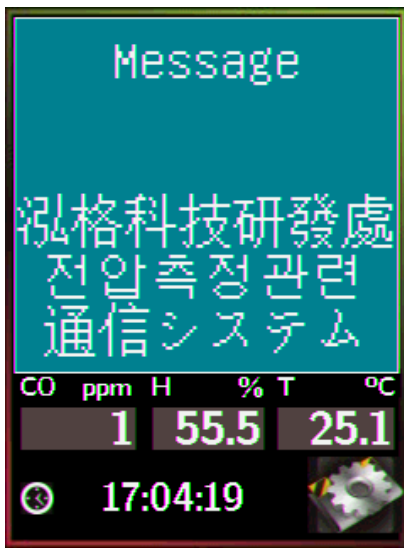 Message
泓格科技研發處
전압측정관련
通信システム
CO ppm H % T ºC
1 55.5 25.1
17:04:19